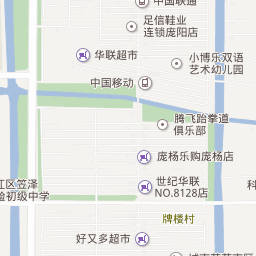 中国联通
足信鞋业
连锁庞阳店
华联超市
小博乐双语
艺术幼儿园
中国移动
腾飞跆拳道
俱乐部
庞杨乐购庞杨店
江区笠泽
验初级中学
世纪华联
NO.8128店
科
牌楼村
好又多超市